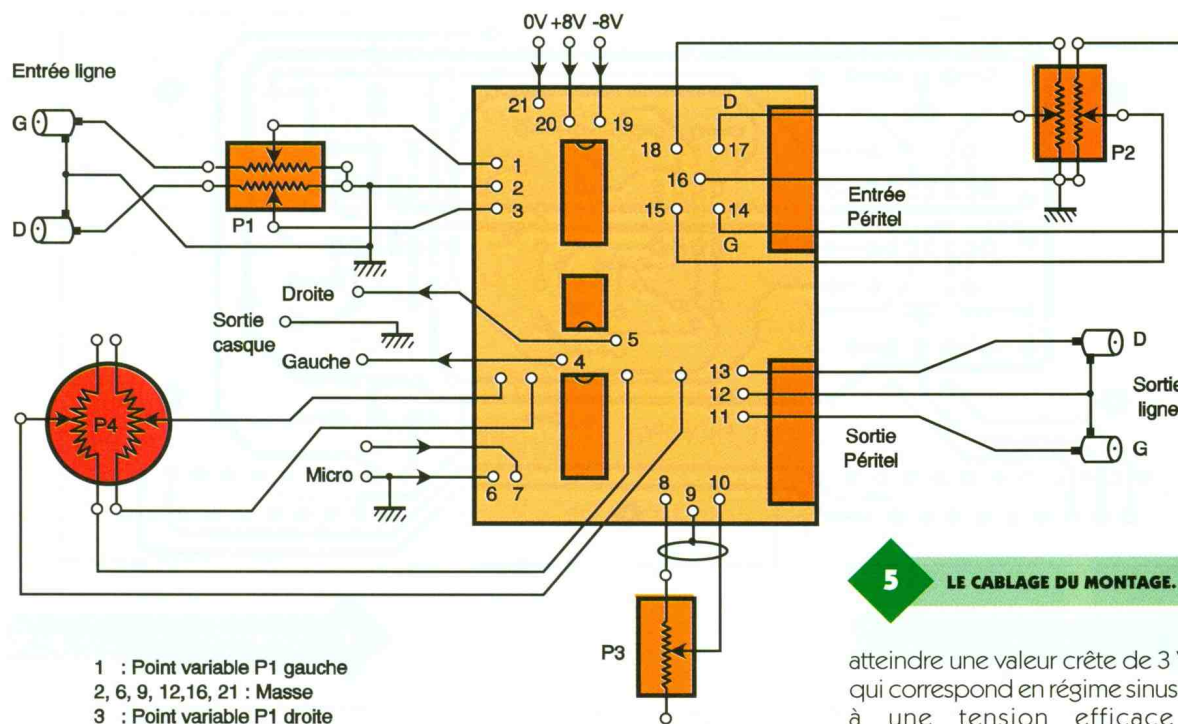 0V +8V -8V
Entrée ligne
G
D
P1
21
20
19
1
2
3
D
18
17
16
15
14
G
Entrée
Péritel
P2
Droite
Sortie
casque
Gauche
5
4
P4
Micro
6
7
13
12
11
Sortie
Péritel
D
G
ligne
8
9
10
P3
5 LE CABLAGE DU MONTAGE.
1 : Point variable P1 gauche
2, 6, 9, 12,16, 21 : Masse
3 : Point variable P1 droite
atteindre une valeur crête de 3 V
qui correspond en régime sinus
à une tension efficace